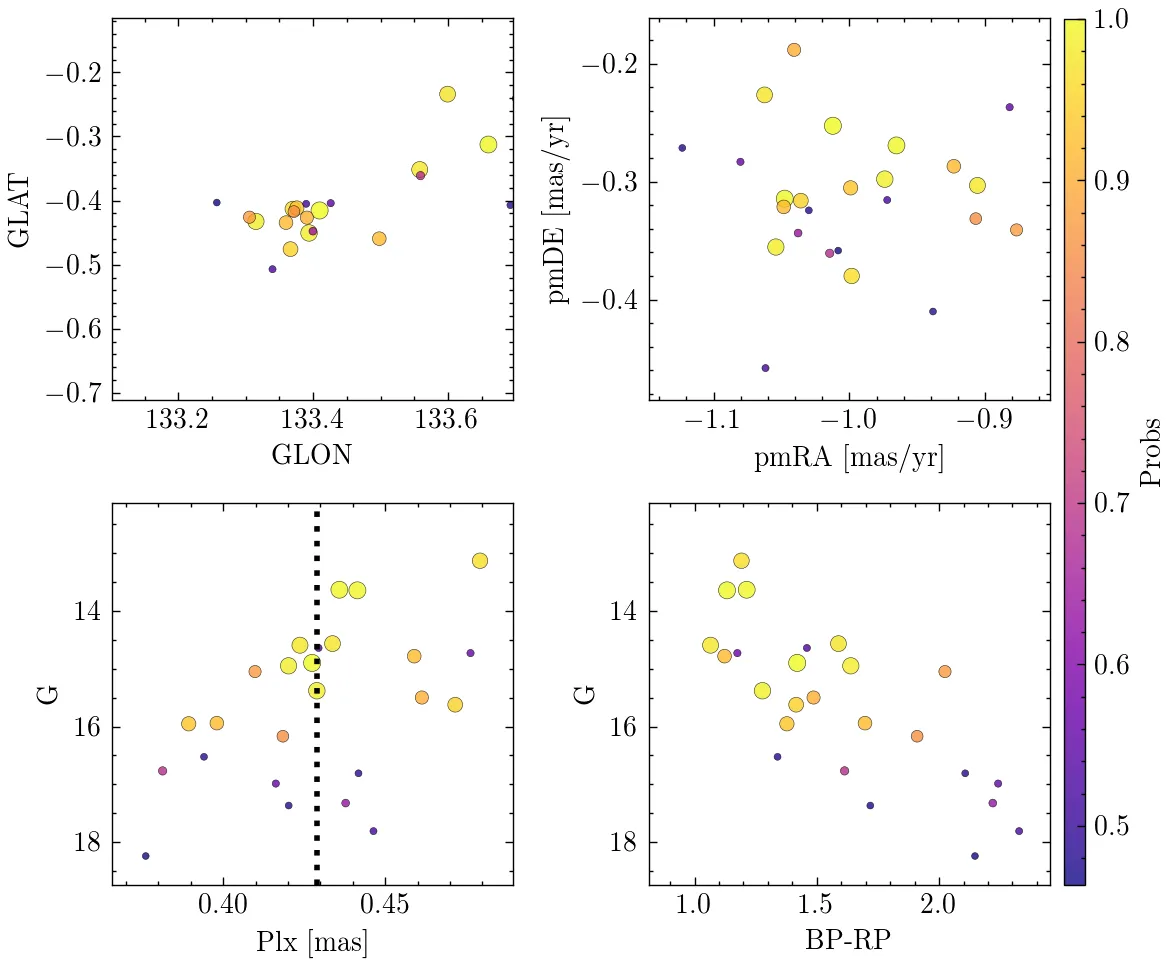 −0.2
−0.3
−0.4
−0.5
−0.6
−0.7
GLAT
133.2 133.4 133.6
GLON
−0.2
−0.3
−0.4
pmDE [mas/yr]
−1.1 −1.0 −0.9
pmRA [mas/yr]
14
16
18
G
0.40 0.45
Plx [mas]
14
16
18
G
1.0 1.5 2.0
BP-RP
1.0
0.9
0.8
0.7
0.6
0.5
Probs